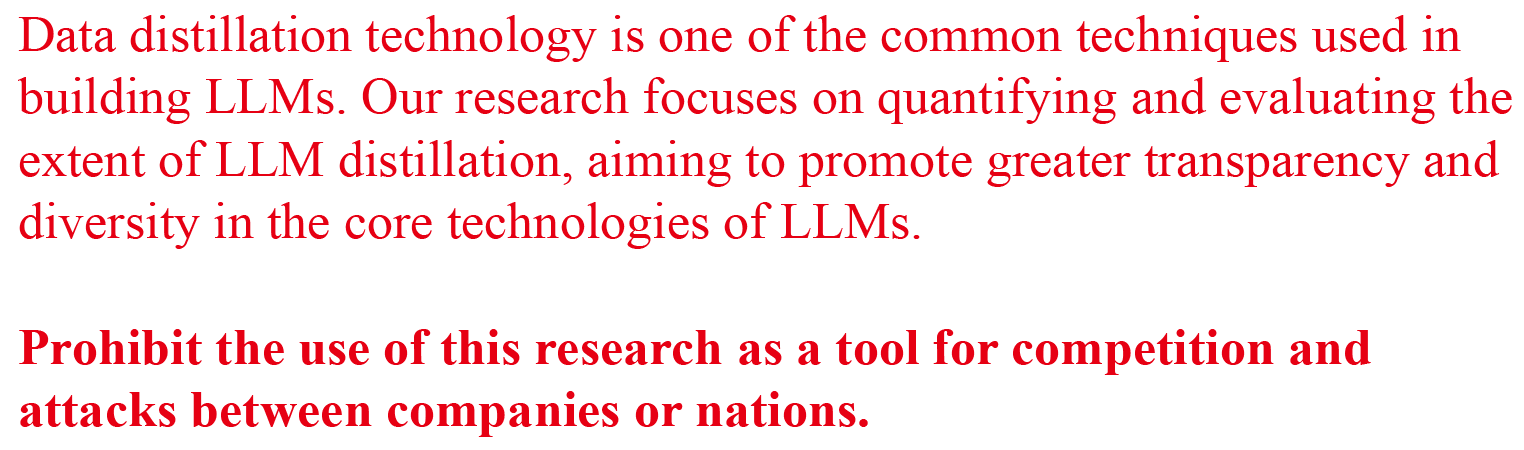 Data distillation technology is one of the common techniques used in
building LLMs. Our research focuses on quantifying and evaluating the
extent of LLM distillation, aiming to promote greater transparency and
diversity in the core technologies of LLMs.
Prohibit the use of this research as a tool for competition and
attacks between companies or nations.